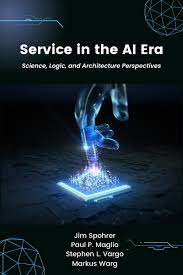 Service in the AI Era
Science, Logic, and Architecture Perspectives
Jim Spohrer
Paul P. Maglio
Stephen L. Vargo
Markus Warg